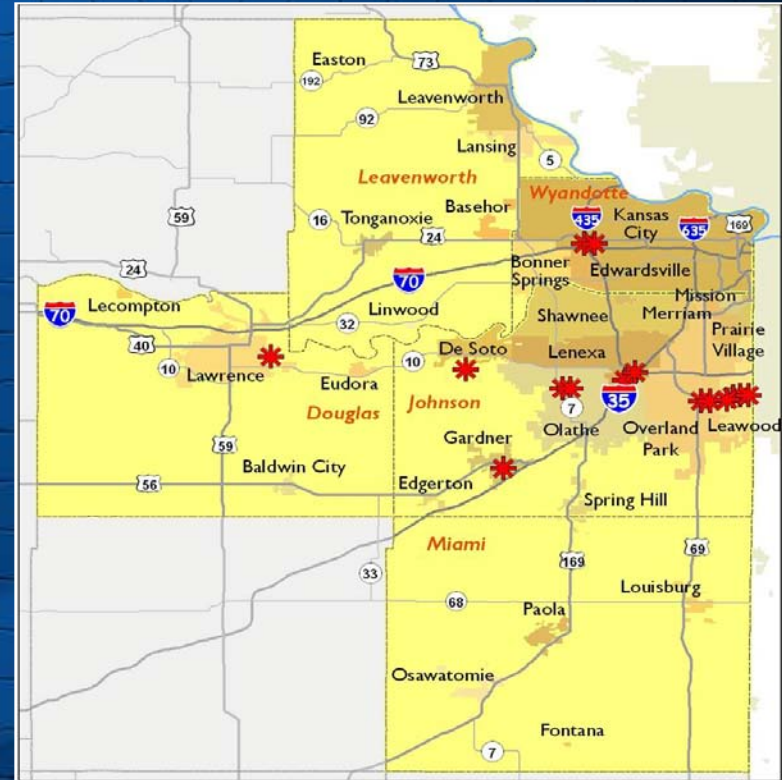 Easton
73
192
Leavenworth
92
Lansing
5
Leavenworth
Wyandotte
59
16
Tonganoxie
Basehor
24
435
Kansas
City
635
169
24
70
Bonner
Springs
Edwardsville
Lecompton
70
Linwood
Mission
Shawnee
Merriam
32
Prairie
Village
40
10
De Soto
Lenexa
10
Lawrence
Eudora
35
7
Douglas
Johnson
Olathe
Overland
Park
Leawood
59
Gardner
Baldwin City
56
Edgerton
Spring Hill
Miami
169
69
33
68
Louisburg
Paola
Osawatomie
Fontana
7